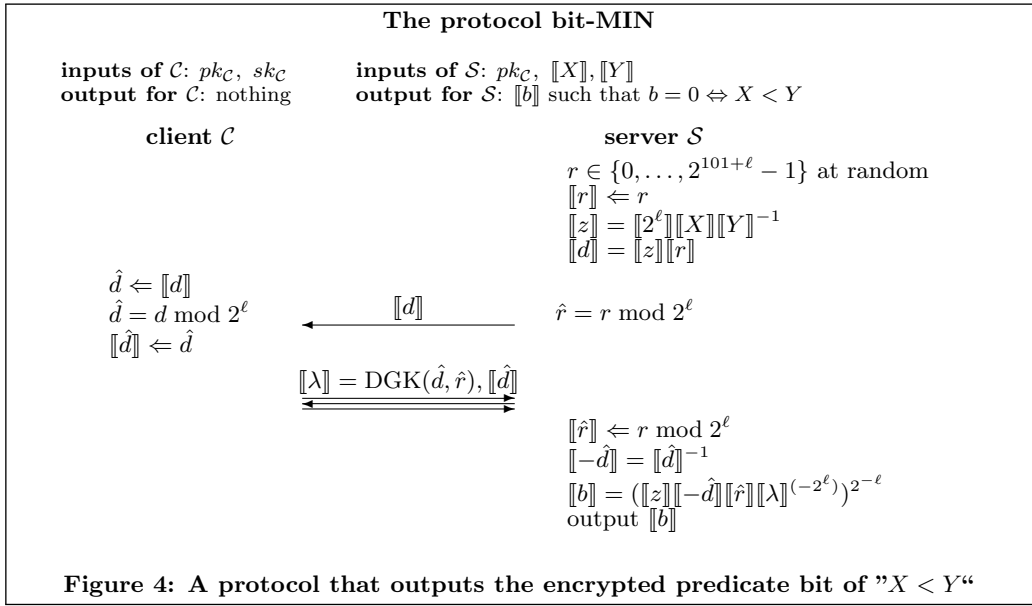 The protocol bit-MIN
inputs of 𝒞: pk_𝒞, sk_𝒞 inputs of 𝒮: pk_𝒞, ⟦X⟧,⟦Y⟧
output for 𝒞: nothing output for 𝒮: ⟦b⟧ such that b = 0 ⇔ X < Y
client 𝒞 server 𝒮
r ∈ {0, . . . , 2^{101+ℓ} − 1} at random
⟦r⟧ ⇐ r
⟦z⟧ = ⟦2^ℓ⟧⟦X⟧⟦Y⟧^{−1}
⟦d⟧ = ⟦z⟧⟦r⟧
d̂ ⇐ ⟦d⟧
d̂ = d mod 2^ℓ ⟦d⟧ r̂ = r mod 2^ℓ
⟦d̂⟧ ⇐ d̂
⟦λ⟧ = DGK(d̂, r̂), ⟦d̂⟧
⟦r̂⟧ ⇐ r mod 2^ℓ
⟦−d̂⟧ = ⟦d̂⟧^{−1}
⟦b⟧ = (⟦z⟧⟦−d̂⟧⟦r̂⟧⟦λ⟧^{(−2^ℓ)})^{2^{−ℓ}}
output ⟦b⟧
Figure 4: A protocol that outputs the encrypted predicate bit of ”X < Y“